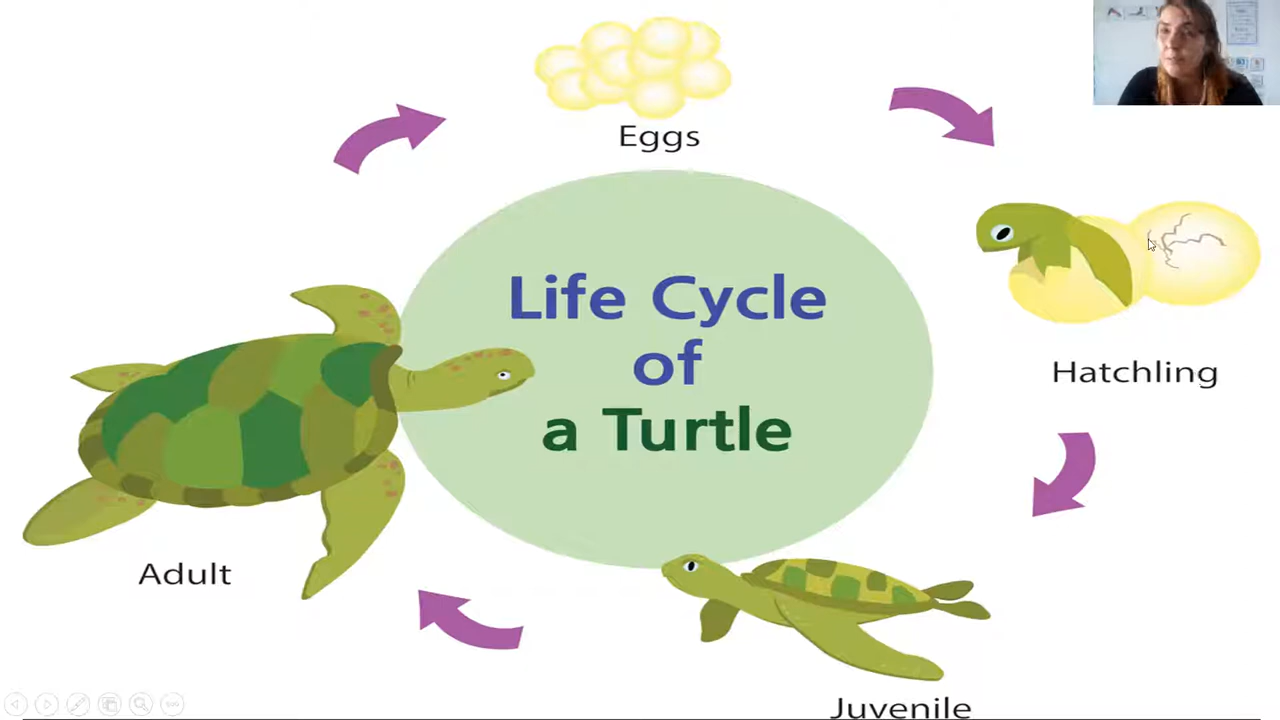 Eggs
Life Cycle
of
a Turtle
Hatchling
Adult
Juvenile